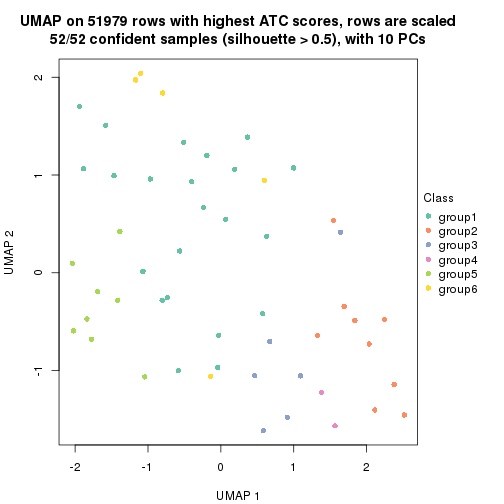 UMAP on 51979 rows with highest ATC scores, rows are scaled
52/52 confident samples (silhouette > 0.5), with 10 PCs
2
1
0
-1
UMAP 2
-2
-1
0
1
2
UMAP 1
Class
group1
group2
group3
group4
group5
group6